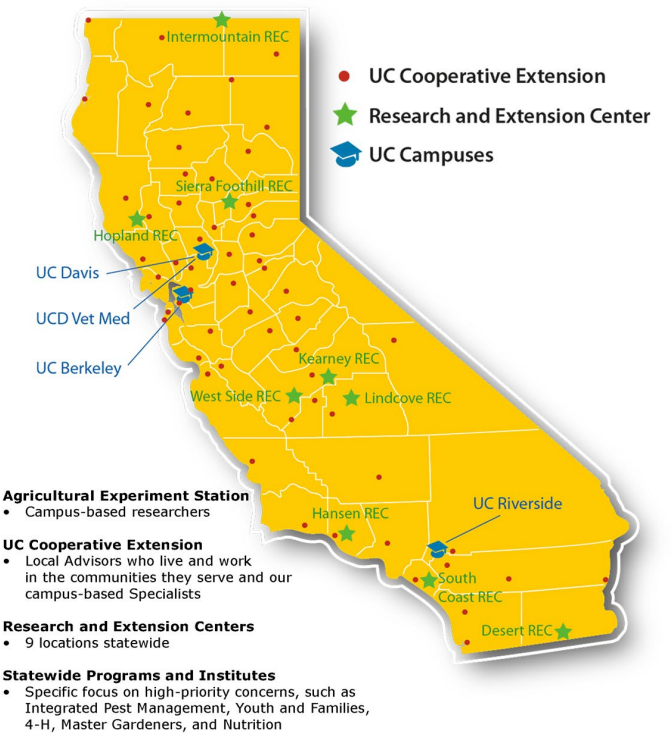 Intermountain REC
UC Cooperative Extension
Research and Extension Center
UC Campuses
Sierra Foothill REC
Hopland REC
UC Davis
UCD Vet Med
UC Berkeley
Kearney REC
West Side REC
Lindcove REC
Agricultural Experiment Station
• Campus-based researchers
UC Cooperative Extension
• Local Advisors who live and work
in the communities they serve and our
campus-based Specialists
Research and Extension Centers
• 9 locations statewide
Statewide Programs and Institutes
• Specific focus on high-priority concerns, such as
Integrated Pest Management, Youth and Families,
4-H, Master Gardeners, and Nutrition
UC Riverside
Hansen REC
South
Coast REC
Desert REC